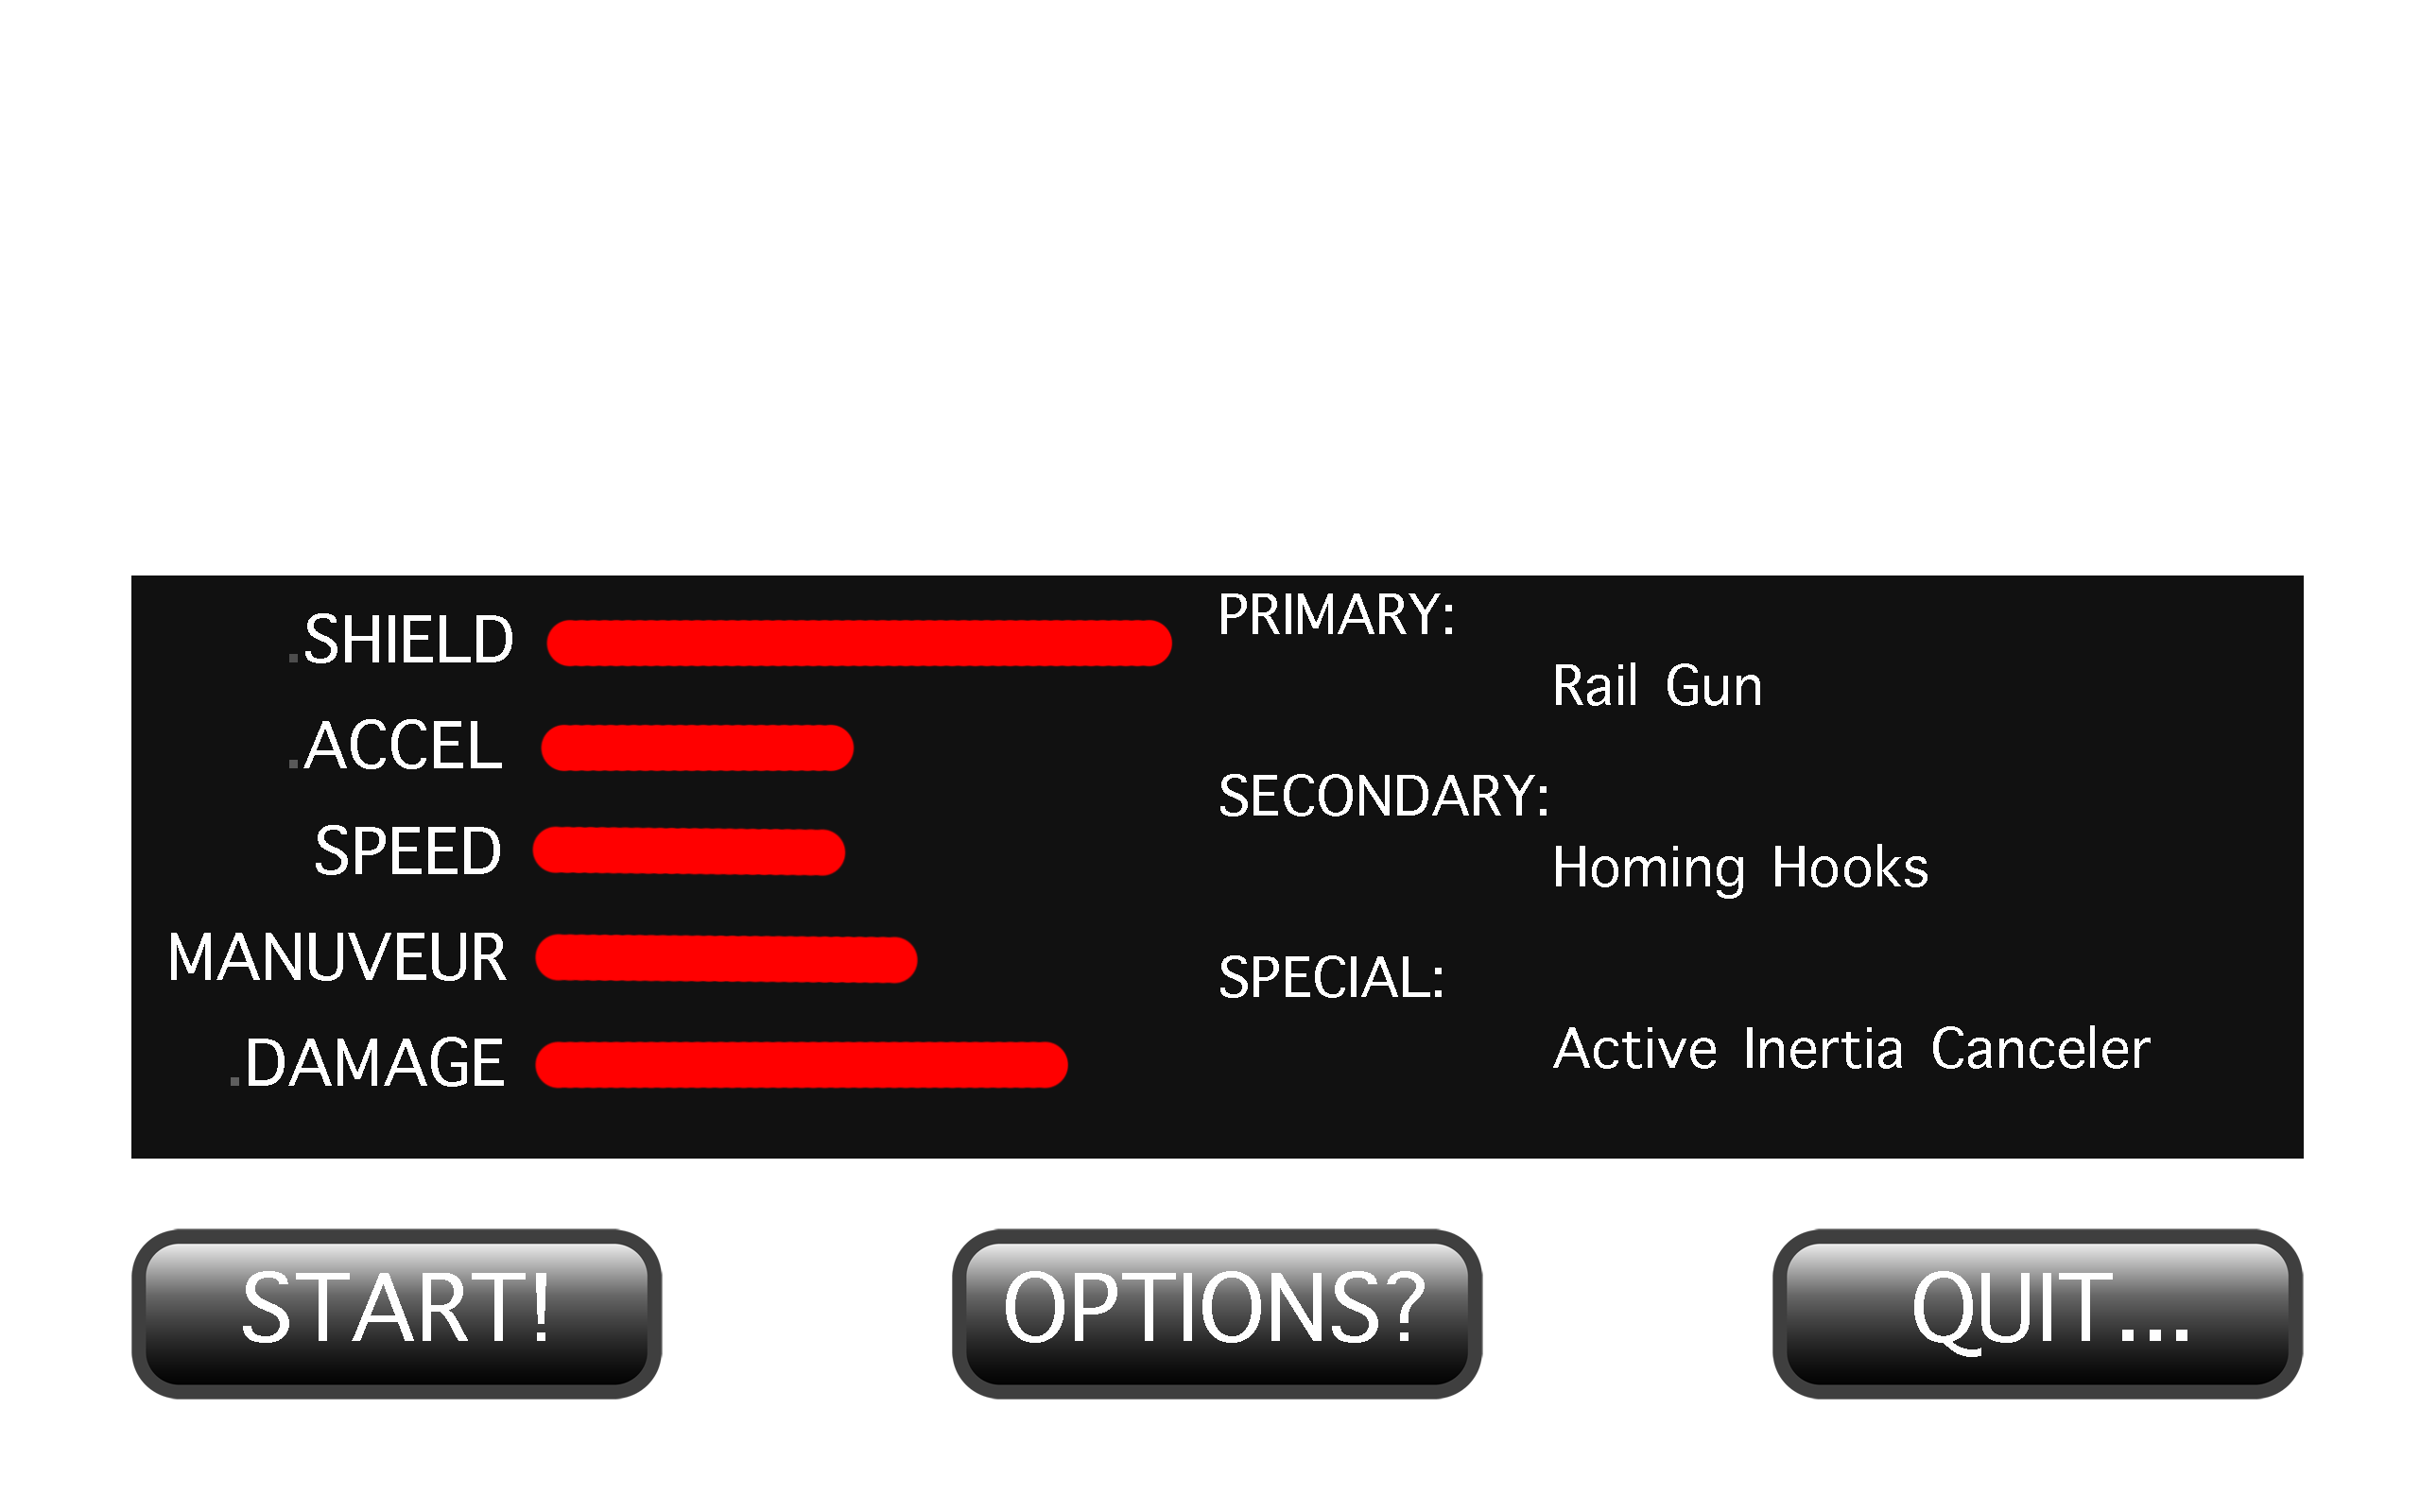 .SHIELD
.ACCEL
SPEED
MANUVEUR
.DAMAGE
PRIMARY:
Rail Gun
SECONDARY:
Homing Hooks
SPECIAL:
Active Inertia Canceler
START!
OPTIONS?
QUIT...